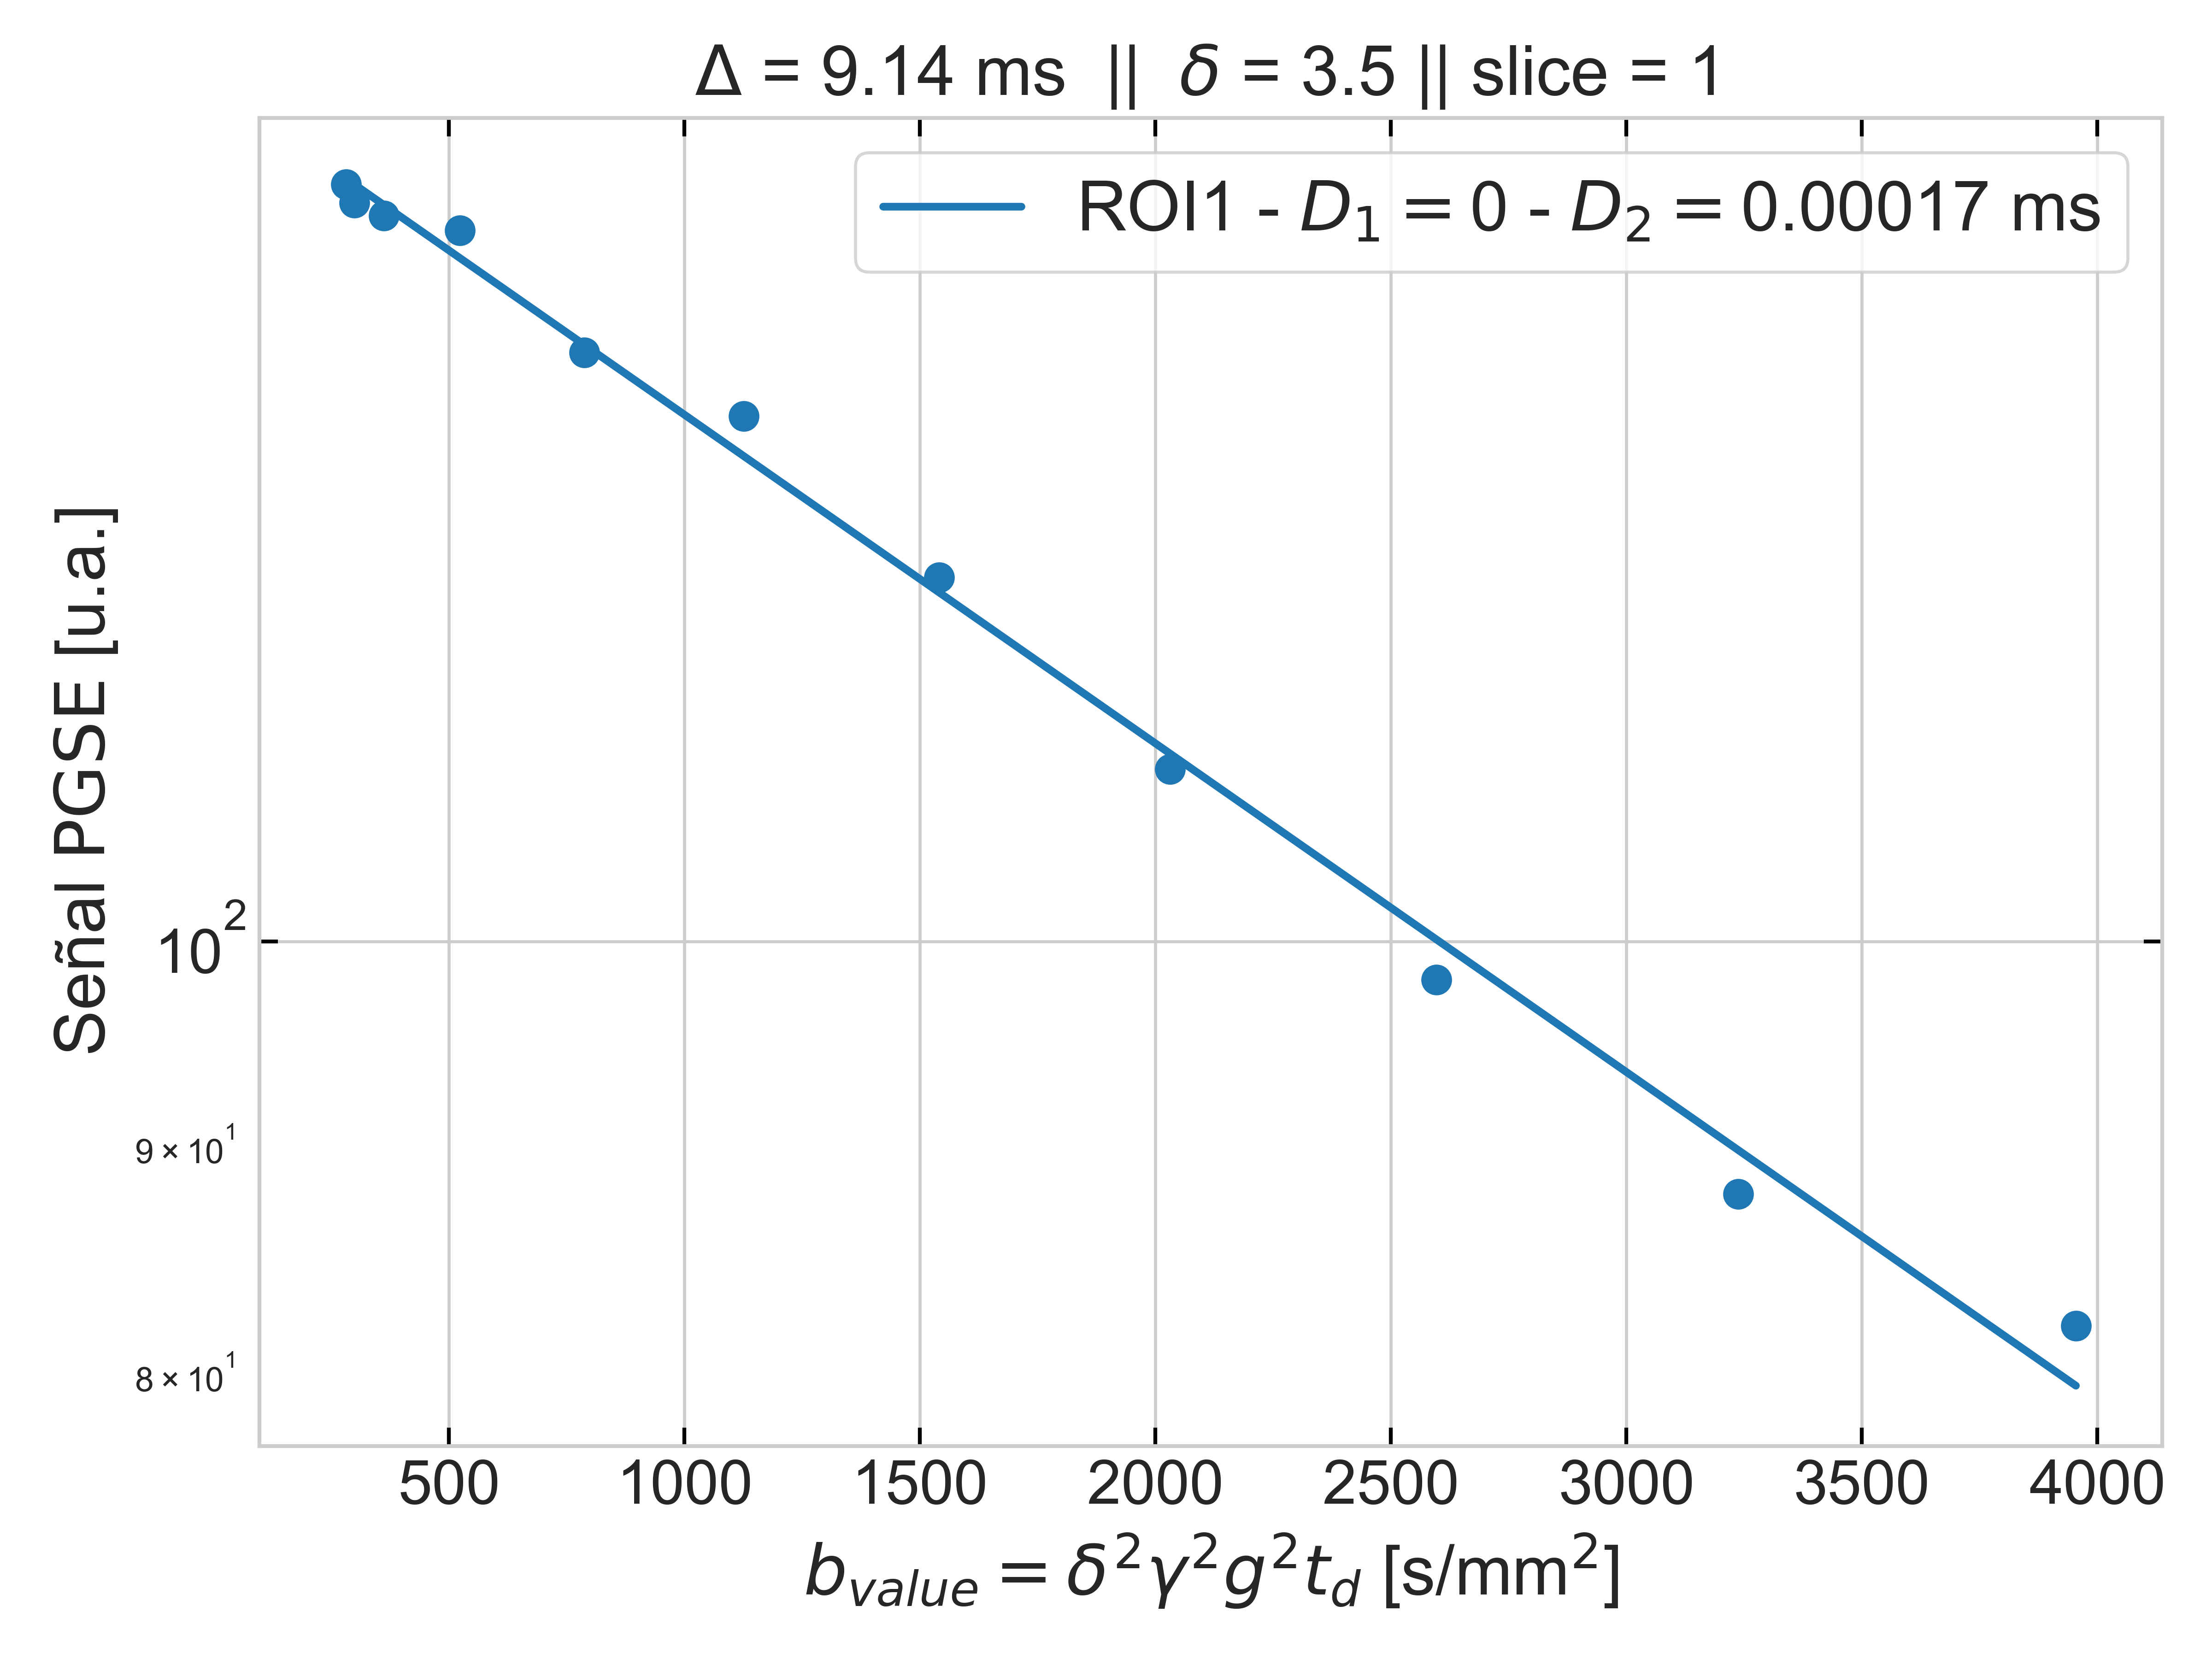 Δ = 9.14 ms || δ = 3.5 || slice = 1
ROI1 - D₁ = 0 - D₂ = 0.00017 ms
Señal PGSE [u.a.]
10²
9 × 10¹
8 × 10¹
500 1000 1500 2000 2500 3000 3500 4000
b_value = δ²γ²g²t_d [s/mm²]